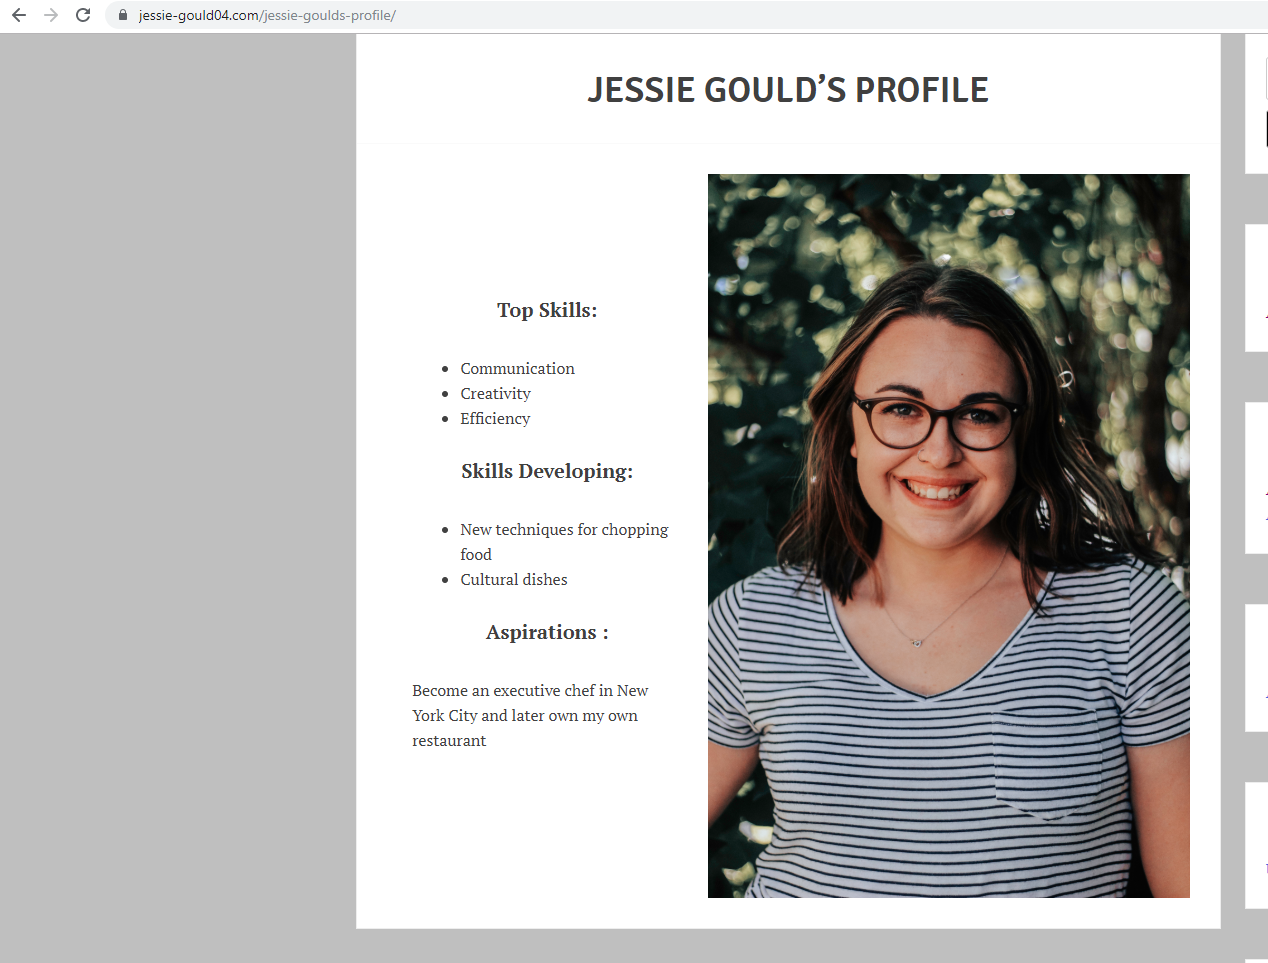 jessie-gould04.com/jessie-goulds-profile/
JESSIE GOULD’S PROFILE
Top Skills:
Communication
Creativity
Efficiency
Skills Developing:
New techniques for chopping
food
Cultural dishes
Aspirations :
Become an executive chef in New
York City and later own my own
restaurant